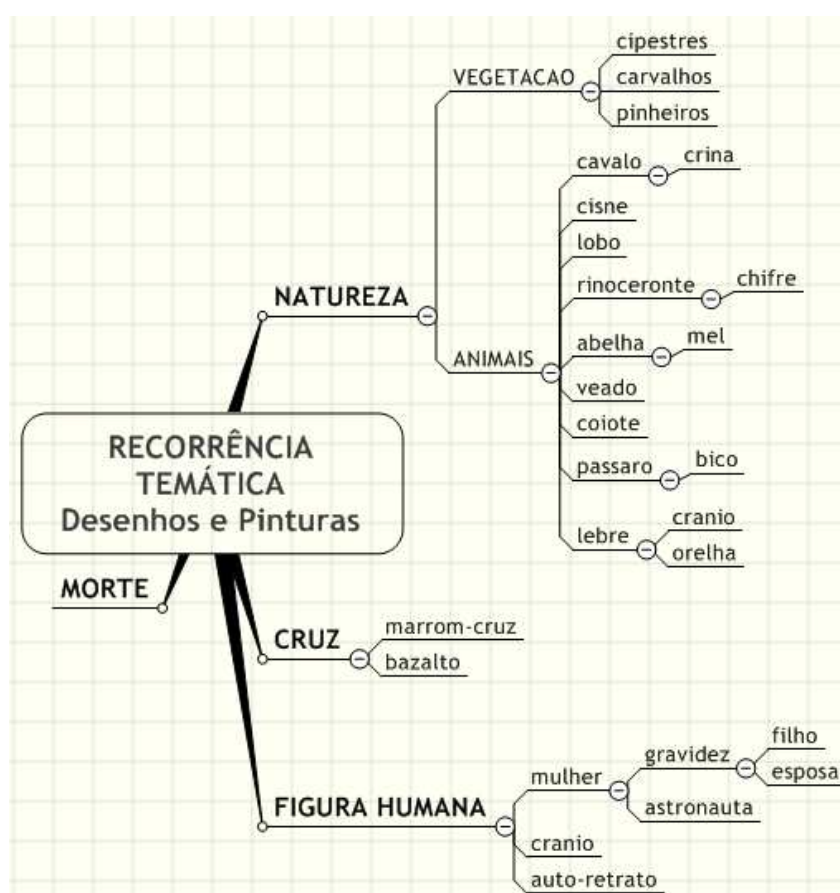 cipestres
VEGETACAO
carvalhos
pinheiros
cavalo
crina
cisne
lobo
NATUREZA
rinoceronte
chifre
abelha
mel
ANIMAIS
veado
coiote
passaro
bico
lebre
cranio
orelha
RECORRÊNCIA
TEMÁTICA
Desenhos e Pinturas
MORTE
CRUZ
marrom-cruz
bazalto
FIGURA HUMANA
mulher
gravidez
filho
esposa
astronauta
cranio
auto-retrato